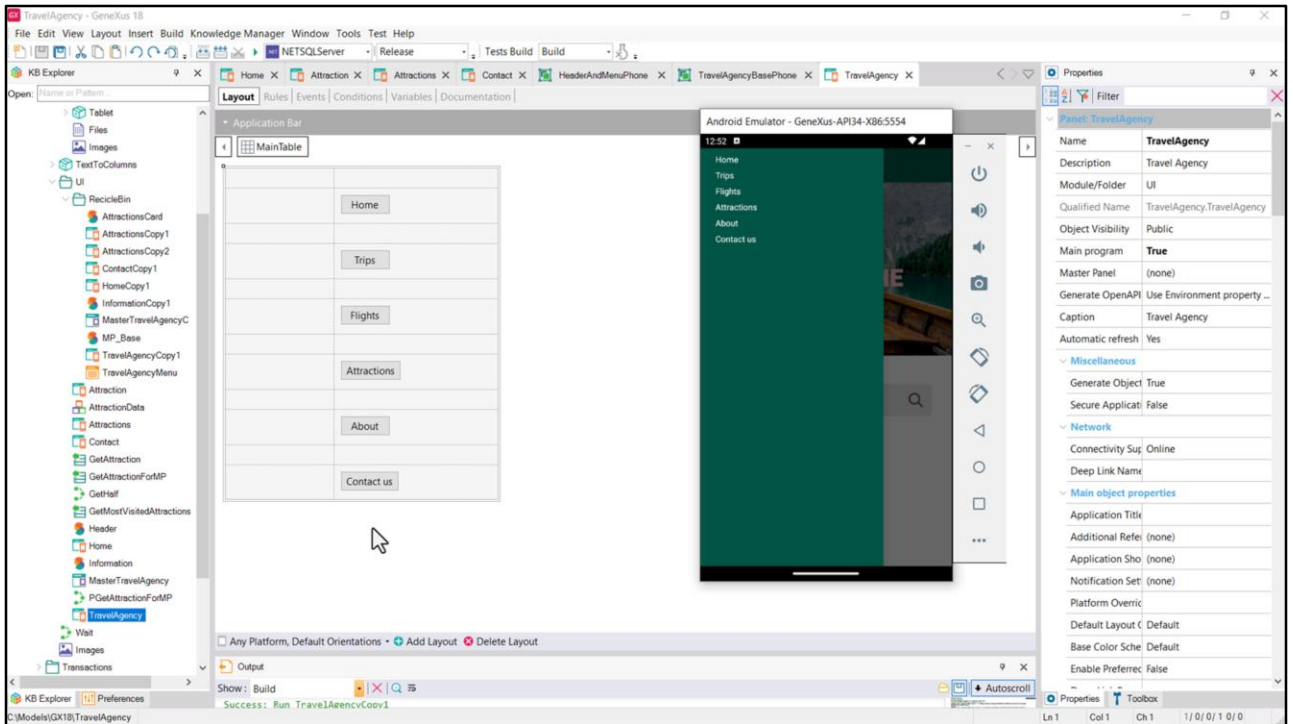 GX TravelAgency - GeneXus 18
File Edit View Layout Insert Build Knowledge Manager Window Tools Test Help
NETSQLServer Release Tests Build Build
KB Explorer
Open: Name or Pattern...
Tablet
Files
Images
TextToColumns
UI
RecicleBin
AttractionsCard
AttractionsCopy1
AttractionsCopy2
ContactCopy1
HomeCopy1
InformationCopy1
MasterTravelAgencyC
MP_Base
TravelAgencyCopy1
TravelAgencyMenu
Attraction
AttractionData
Attractions
Contact
GetAttraction
GetAttractionForMP
GetHalf
GetMostVisitedAttractions
Header
Home
Information
MasterTravelAgency
PGetAttractionForMP
TravelAgency
Wait
Images
Transactions
KB Explorer Preferences
Home X Attraction X Attractions X Contact X HeaderAndMenuPhone X TravelAgencyBasePhone X TravelAgency X
Layout Rules Events Conditions Variables Documentation
Application Bar
MainTable
Home
Trips
Flights
Attractions
About
Contact us
Any Platform, Default Orientations Add Layout Delete Layout
Output
Show: Build Autoscroll
Success: Run TravelAgencyCopy1
Android Emulator - GeneXus-API34-X86:5554
12:52
Home
Trips
Flights
Attractions
About
Contact us
Properties
Filter
Panel: TravelAgency
Name TravelAgency
Description Travel Agency
Module/Folder UI
Qualified Name TravelAgency.TravelAgency
Object Visibility Public
Main program True
Master Panel (none)
Generate OpenAPI Use Environment property ...
Caption Travel Agency
Automatic refresh Yes
Miscellaneous
Generate Object True
Secure Applicati False
Network
Connectivity Sup Online
Deep Link Name
Main object properties
Application Title
Additional Refer (none)
Application Sho (none)
Notification Sett (none)
Platform Overric
Default Layout ( Default
Base Color Sche Default
Enable Preferred False
Properties Toolbox
C:\Models\GX18\TravelAgency Ln 1 Col 1 Ch 1 1/0/0/1 0/0